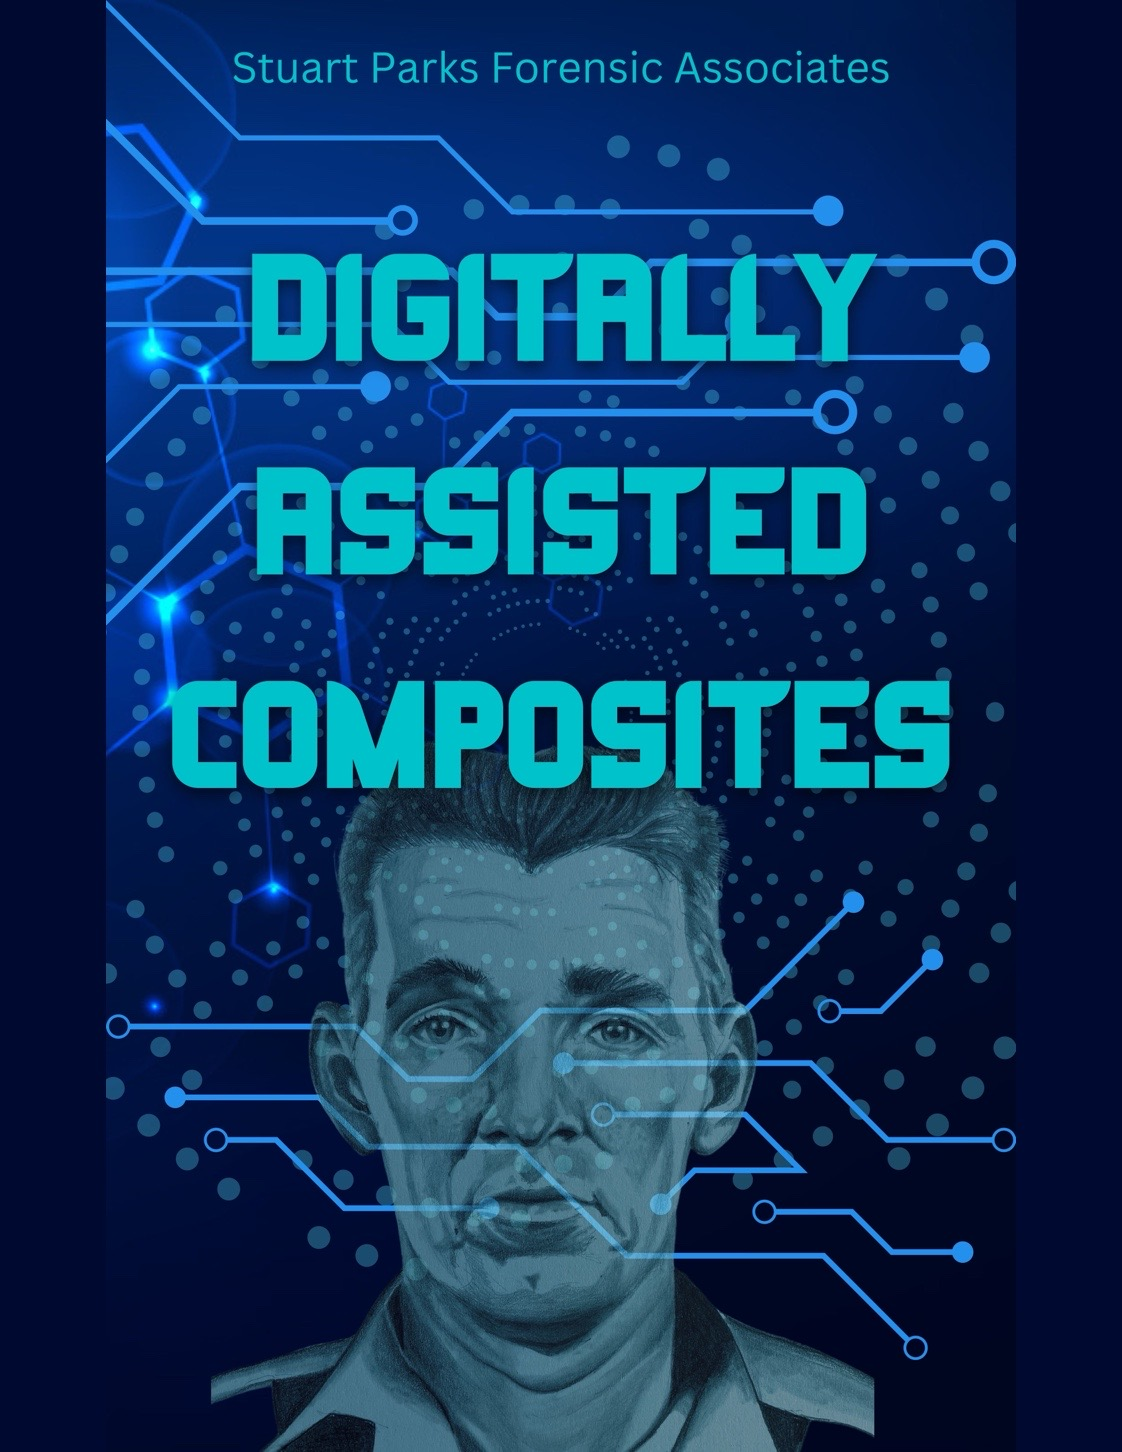 Stuart Parks Forensic Associates
DIGITALLY
ASSISTED
COMPOSITES